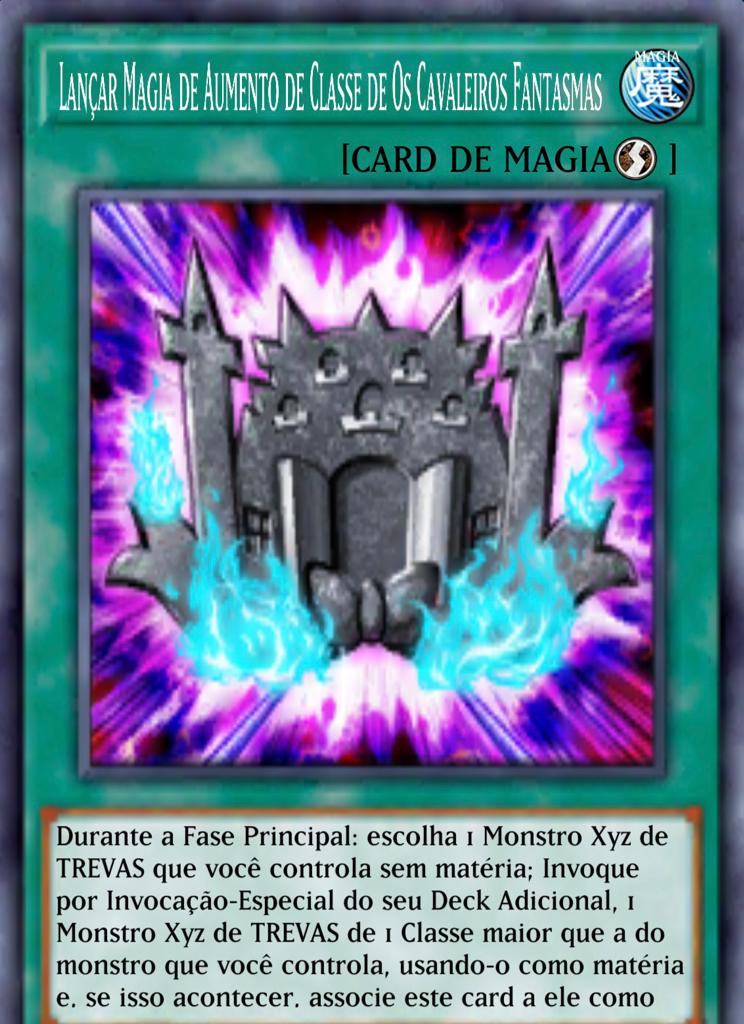 Lançar Magia de Aumento de Classe de Os Cavaleiros Fantasmas
MAGIA
魔
[CARD DE MAGIA ]
Durante a Fase Principal: escolha 1 Monstro Xyz de
TREVAS que você controla sem matéria; Invoque
por Invocação-Especial do seu Deck Adicional, 1
Monstro Xyz de TREVAS de 1 Classe maior que a do
monstro que você controla, usando-o como matéria
e, se isso acontecer, associe este card a ele como